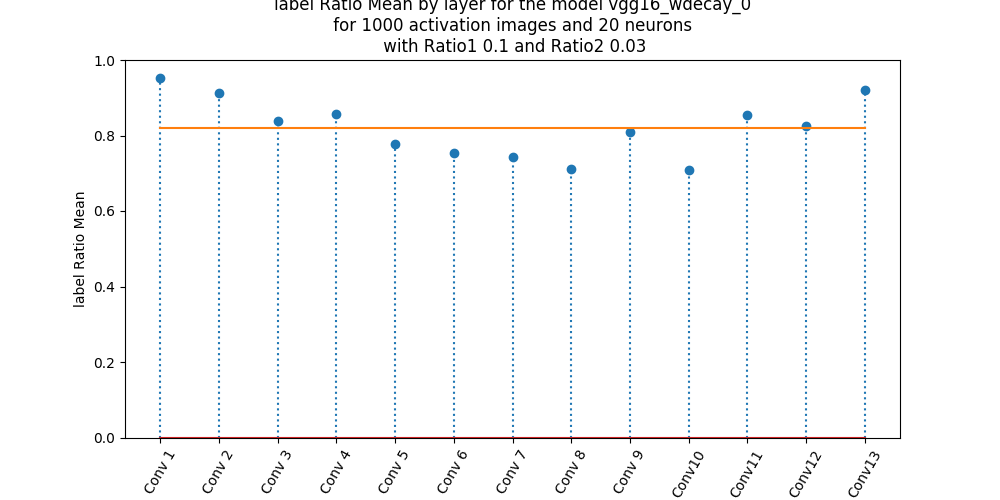 label Ratio Mean by layer for the model vgg16_wdecay_0
for 1000 activation images and 20 neurons
with Ratio1 0.1 and Ratio2 0.03
1.0
0.8
0.6
0.4
0.2
0.0
label Ratio Mean
Conv 1
Conv 2
Conv 3
Conv 4
Conv 5
Conv 6
Conv 7
Conv 8
Conv 9
Conv10
Conv11
Conv12
Conv13